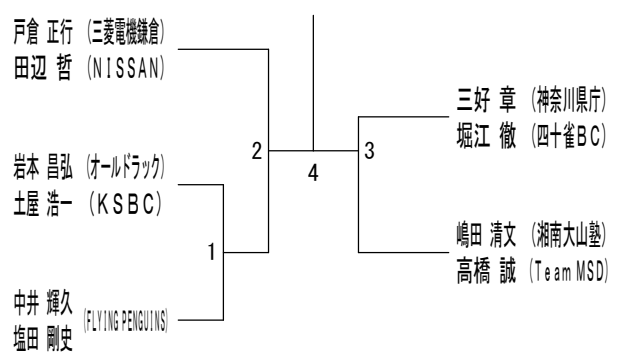 戸倉 正行 (三菱電機鎌倉)
田辺 哲 (NISSAN)
岩本 昌弘 (オールドラック)
土屋 浩一 (KSBC)
中井 輝久
塩田 剛史
(FLYING PENGUINS)
1
2
4
3
三好 章 (神奈川県庁)
堀江 徹 (四十雀BC)
嶋田 清文 (湘南大山塾)
高橋 誠 (Team MSD)